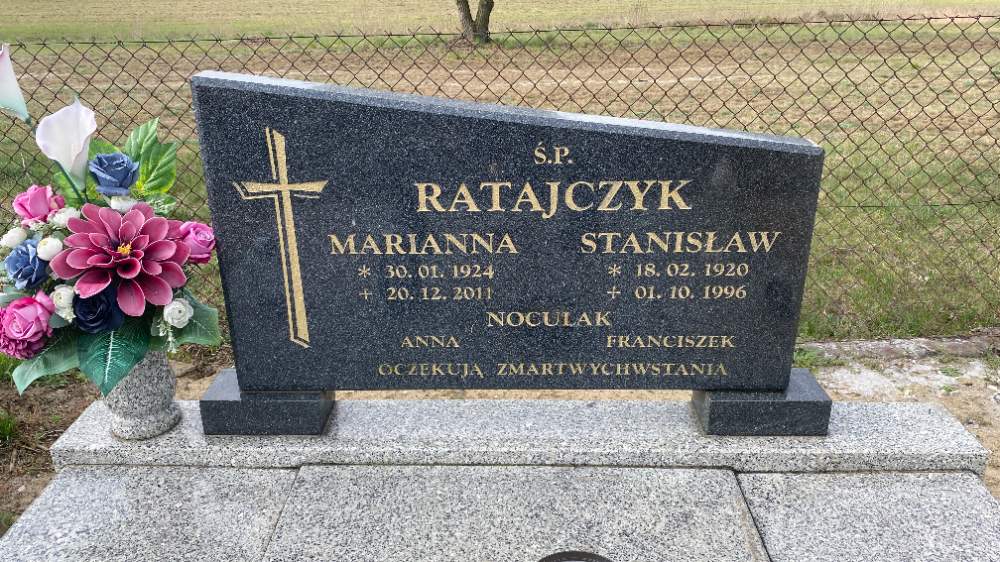 Ś.P.
RATAJCZYK
MARIANNA STANISŁAW
* 30. 01. 1924 * 18. 02. 1920
+ 20. 12. 2011 + 01. 10. 1996
NOCULAK
ANNA FRANCISZEK
OCZEKUJĄ ZMARTWYCHWSTANIA